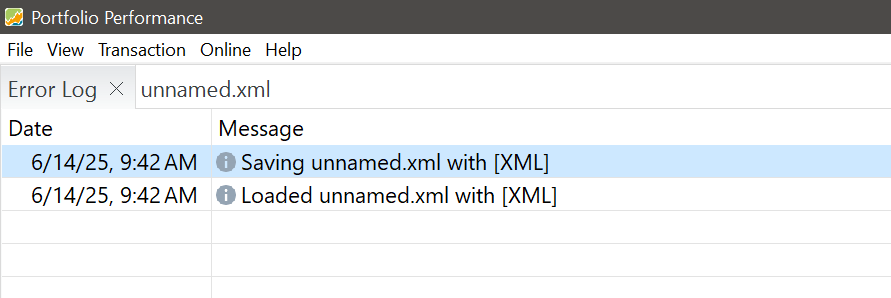 Portfolio Performance
File View Transaction Online Help
Error Log unnamed.xml
Date Message
6/14/25, 9:42 AM Saving unnamed.xml with [XML]
6/14/25, 9:42 AM Loaded unnamed.xml with [XML]